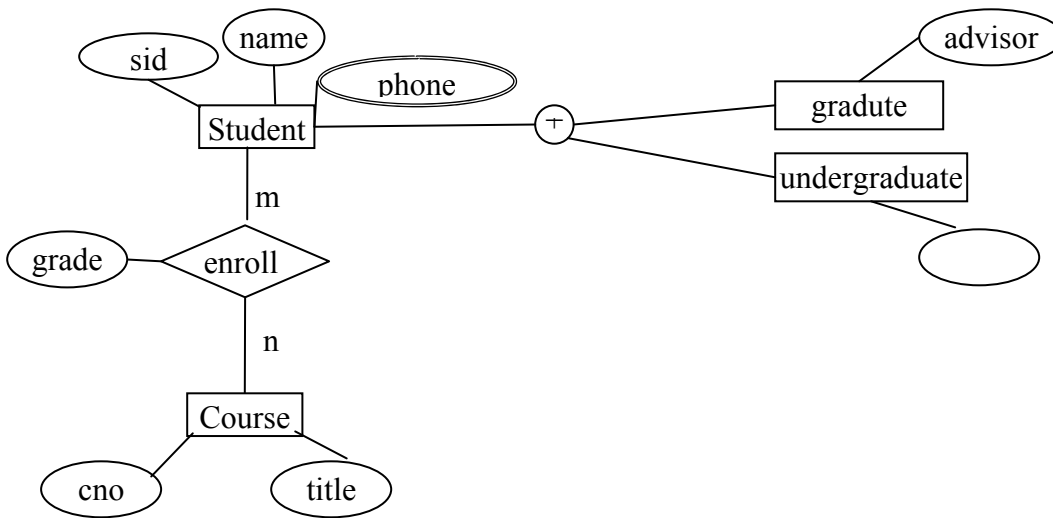 name
advisor
sid
phone
gradute
Student
+
undergraduate
m
grade
enroll
n
Course
cno
title